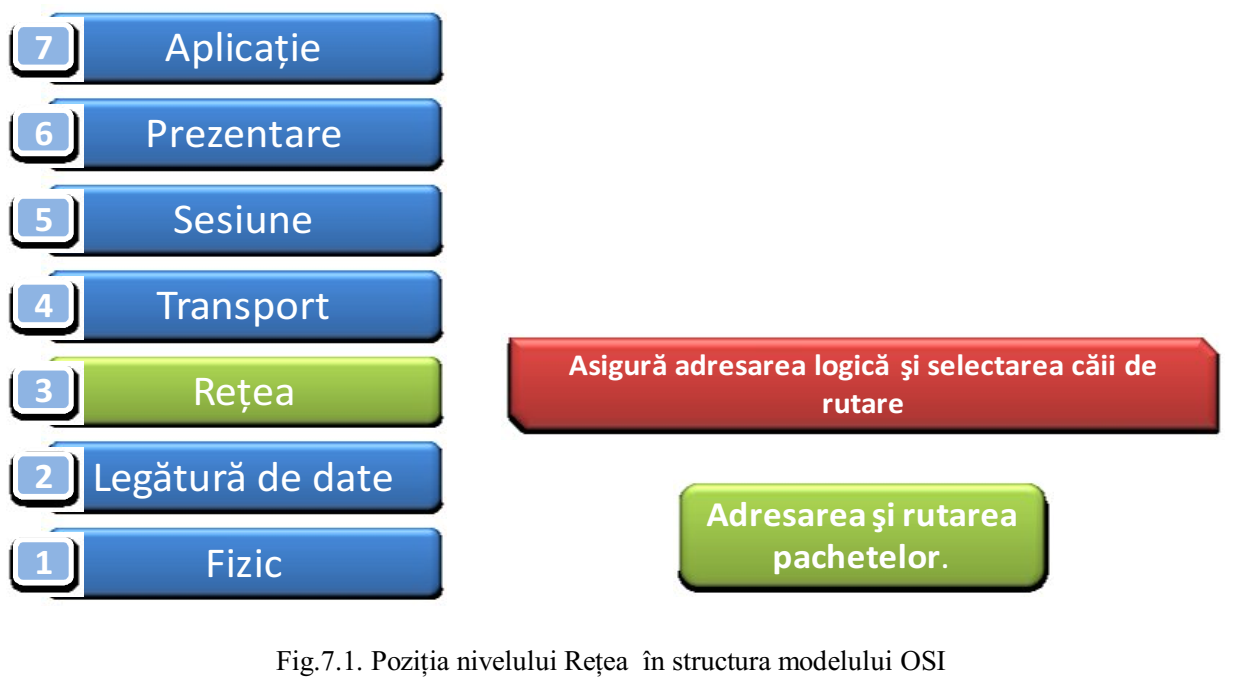 7 Aplicație
6 Prezentare
5 Sesiune
4 Transport
3 Rețea
2 Legătură de date
1 Fizic
Asigură adresarea logică şi selectarea căii de
rutare
Adresarea şi rutarea
pachetelor.
Fig.7.1. Poziția nivelului Rețea în structura modelului OSI